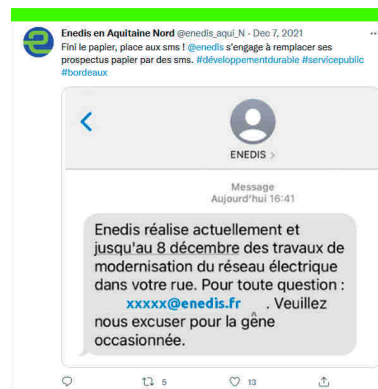 Enedis en Aquitaine Nord @enedis_aqui_N · Dec 7, 2021 ...
Fini le papier, place aux sms ! @enedis s'engage à remplacer ses
prospectus papier par des sms. #développementdurable #servicepublic
#bordeaux
ENEDIS >
Message
Aujourd'hui 16:41
Enedis réalise actuellement et
jusqu'au 8 décembre des travaux de
modernisation du réseau électrique
dans votre rue. Pour toute question :
xxxxx@enedis.fr . Veuillez
nous excuser pour la gêne
occasionnée.
5 13